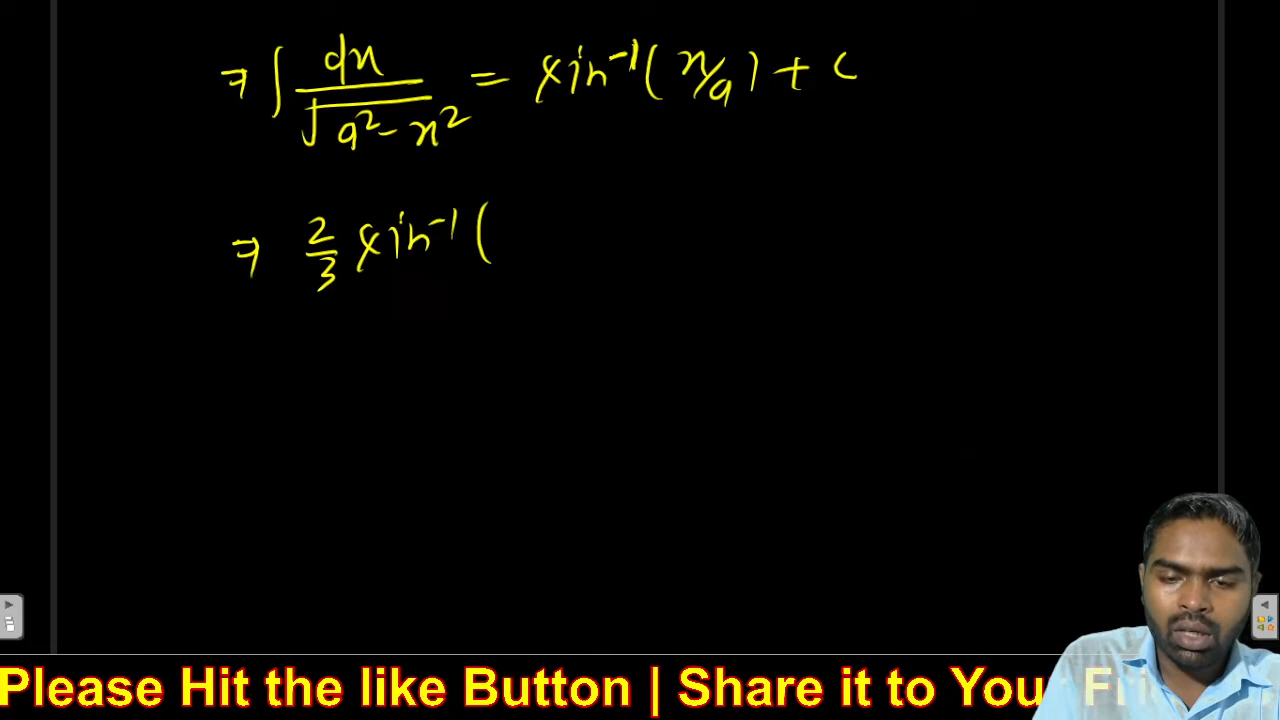 ⇒ ∫ dx / √(a² - x²) = sin⁻¹( x/a ) + c
⇒ 2/3 sin⁻¹(
Please Hit the like Button | Share it to You